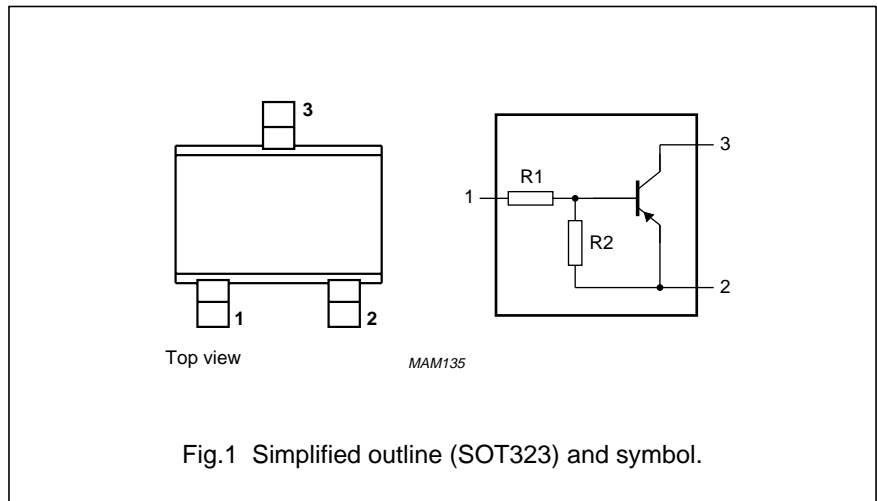 3
1
2
Top view
R1
R2
1
3
2
MAM135
Fig.1 Simplified outline (SOT323) and symbol.